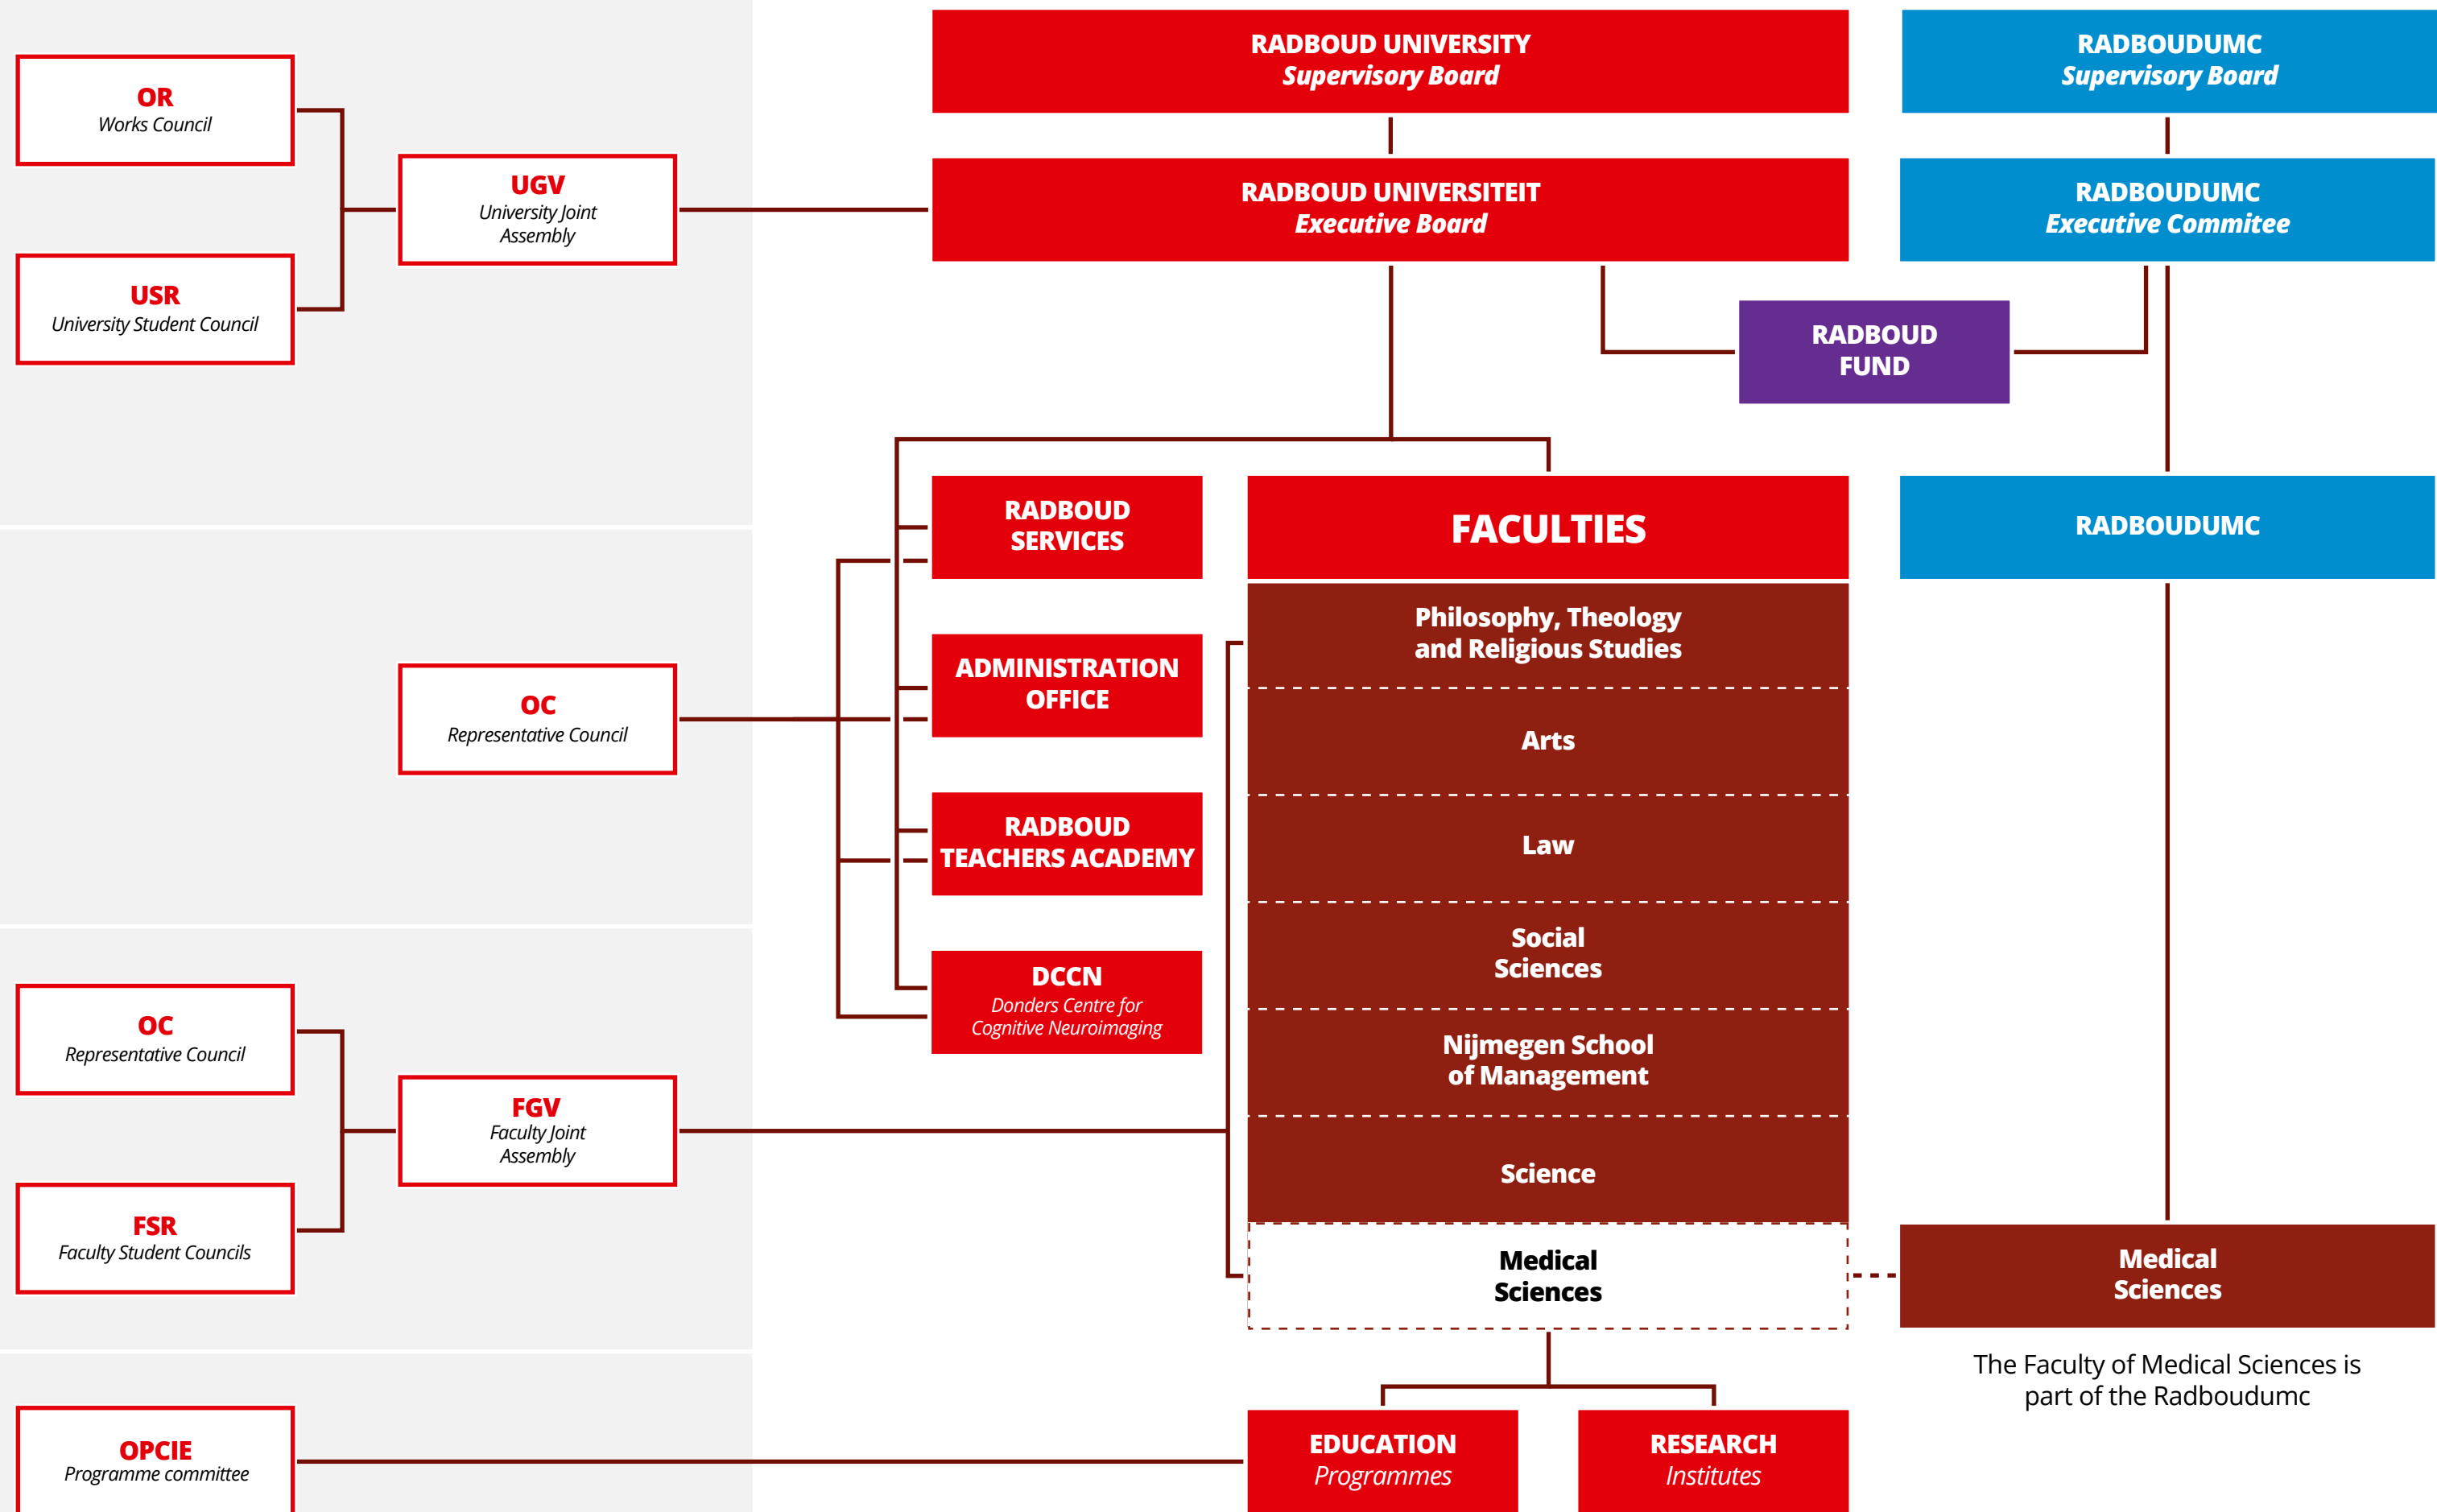 RADBOUD UNIVERSITY
Supervisory Board
RADBOUDUMC
Supervisory Board
OR
Works Council
UGV
University Joint
Assembly
RADBOUD UNIVERSITEIT
Executive Board
RADBOUDUMC
Executive Commitee
USR
University Student Council
RADBOUD
FUND
RADBOUD
SERVICES
FACULTIES
RADBOUDUMC
Philosophy, Theology
and Religious Studies
ADMINISTRATION
OFFICE
OC
Representative Council
Arts
RADBOUD
TEACHERS ACADEMY
Law
Social
Sciences
DCCN
Donders Centre for
Cognitive Neuroimaging
OC
Representative Council
Nijmegen School
of Management
FGV
Faculty Joint
Assembly
Science
FSR
Faculty Student Councils
Medical
Sciences
Medical
Sciences
The Faculty of Medical Sciences is
part of the Radboudumc
OPCIE
Programme committee
EDUCATION
Programmes
RESEARCH
Institutes